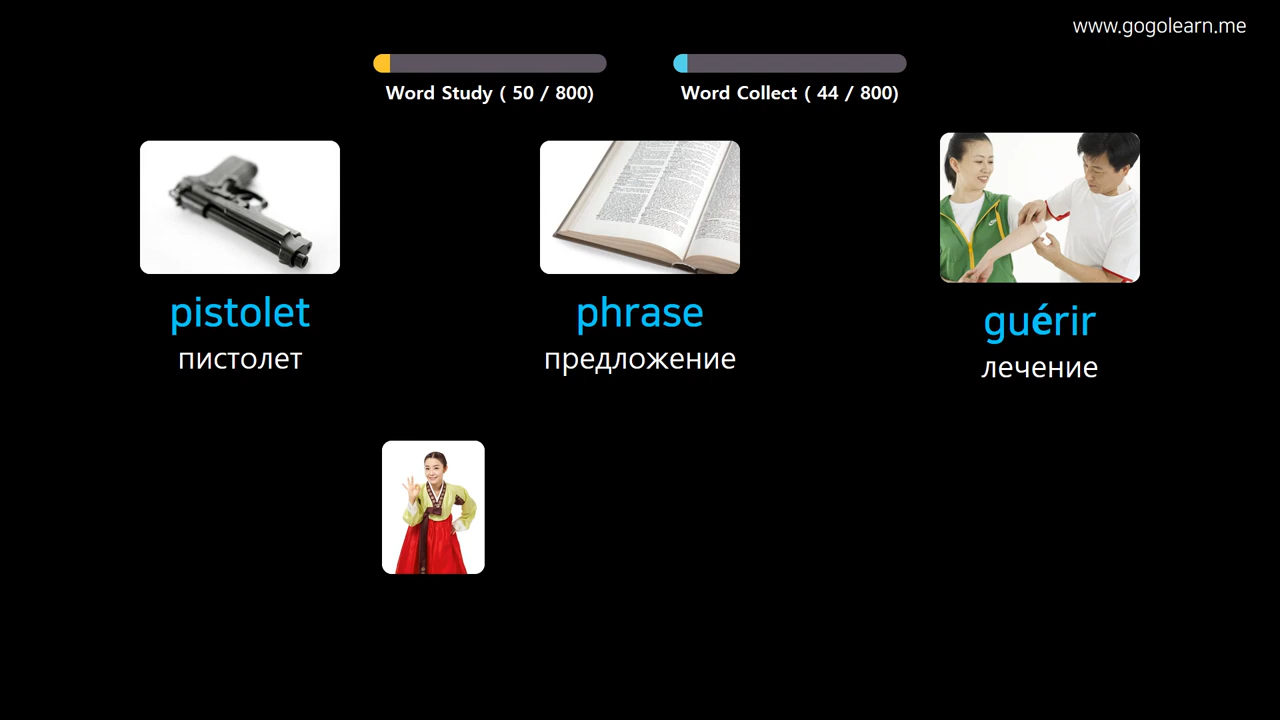 www.gogolearn.me
Word Study ( 50 / 800)
Word Collect ( 44 / 800)
pistolet
пистолет
phrase
предложение
guérir
лечение